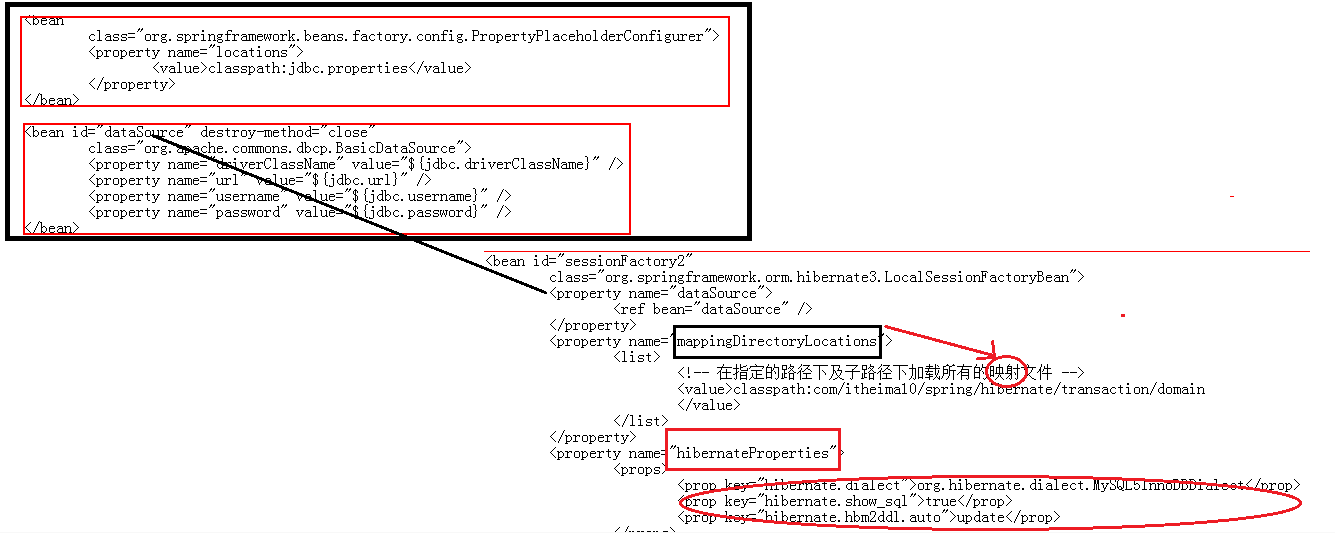 <bean
class="org.springframework.beans.factory.config.PropertyPlaceholderConfigurer">
<property name="locations">
<value>classpath:jdbc.properties</value>
</property>
</bean>
<bean id="dataSource" destroy-method="close"
class="org.apache.commons.dbcp.BasicDataSource">
<property name="driverClassName" value="${jdbc.driverClassName}" />
<property name="url" value="${jdbc.url}" />
<property name="username" value="${jdbc.username}" />
<property name="password" value="${jdbc.password}" />
</bean>
<bean id="sessionFactory2"
class="org.springframework.orm.hibernate3.LocalSessionFactoryBean">
<property name="dataSource">
<ref bean="dataSource" />
</property>
<property name="mappingDirectoryLocations">
<list>
<!-- 在指定的路径下及子路径下加载所有的映射文件 -->
<value>classpath:com/itheima10/spring/hibernate/transaction/domain
</value>
</list>
</property>
<property name="hibernateProperties">
<props>
<prop key="hibernate.dialect">org.hibernate.dialect.MySQL5InnoDBDialect</prop>
<prop key="hibernate.show_sql">true</prop>
<prop key="hibernate.hbm2ddl.auto">update</prop>
</props>